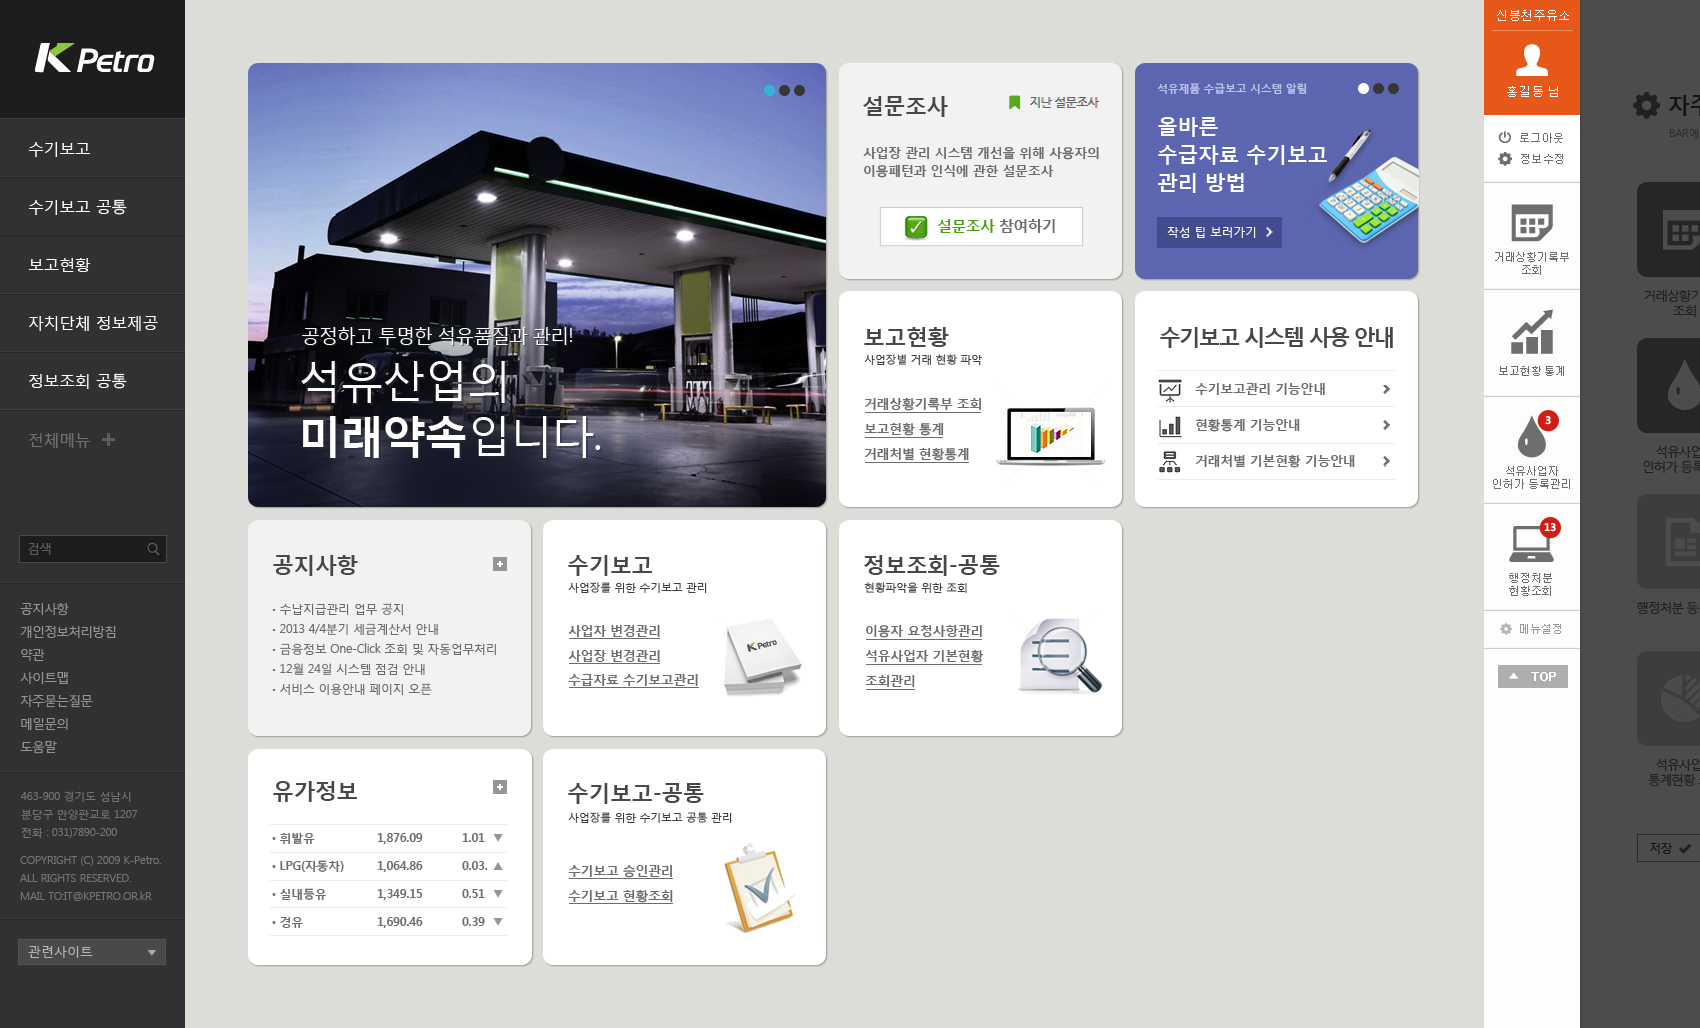 K Petro
수기보고
수기보고 공통
보고현황
자치단체 정보제공
정보조회 공통
전체메뉴
검색
공지사항
개인정보처리방침
약관
사이트맵
자주묻는질문
메일문의
도움말
463-900 경기도 성남시
분당구 안양판교로 1207
전화 : 031)7890-200
COPYRIGHT (C) 2009 K-Petro.
ALL RIGHTS RESERVED.
MAIL TO:IT@KPETRO.OR.kR
관련사이트
공정하고 투명한 석유품질과 관리!
석유산업의
미래약속입니다.
설문조사
지난 설문조사
사업장 관리 시스템 개선을 위해 사용자의
이용패턴과 인식에 관한 설문조사
설문조사 참여하기
석유제품 수급보고 시스템 알림
올바른
수급자료 수기보고
관리 방법
작성 팁 보러가기
보고현황
사업장별 거래 현황 파악
거래상황기록부 조회
보고현황 통계
거래처별 현황통계
수기보고 시스템 사용 안내
수기보고관리 기능안내
현황통계 기능안내
거래처별 기본현황 기능안내
공지사항
· 수납지급관리 업무 공지
· 2013 4/4분기 세금계산서 안내
· 금융정보 One-Click 조회 및 자동업무처리
· 12월 24일 시스템 점검 안내
· 서비스 이용안내 페이지 오픈
수기보고
사업장를 위한 수기보고 관리
사업자 변경관리
사업장 변경관리
수급자료 수기보고관리
K Petro
정보조회-공통
현황파악을 위한 조회
이용자 요청사항관리
석유사업자 기본현황
조회관리
유가정보
· 휘발유 1,876.09 1.01 ▼
· LPG(자동차) 1,064.86 0.03. ▲
· 실내등유 1,349.15 0.51 ▼
· 경유 1,690.46 0.39 ▼
수기보고-공통
사업장를 위한 수기보고 공통 관리
수기보고 승인관리
수기보고 현황조회
신봉천주유소
홍길동 님
로그아웃
정보수정
거래상황기록부
조회
보고현황 통계
3
석유사업자
인허가 등록관리
13
행정처분
현황조회
메뉴설정
TOP
자주
BAR에
거래상황기
조회
석유사업
인허가 등록
행정처분 등
석유사업
통계현황
저장